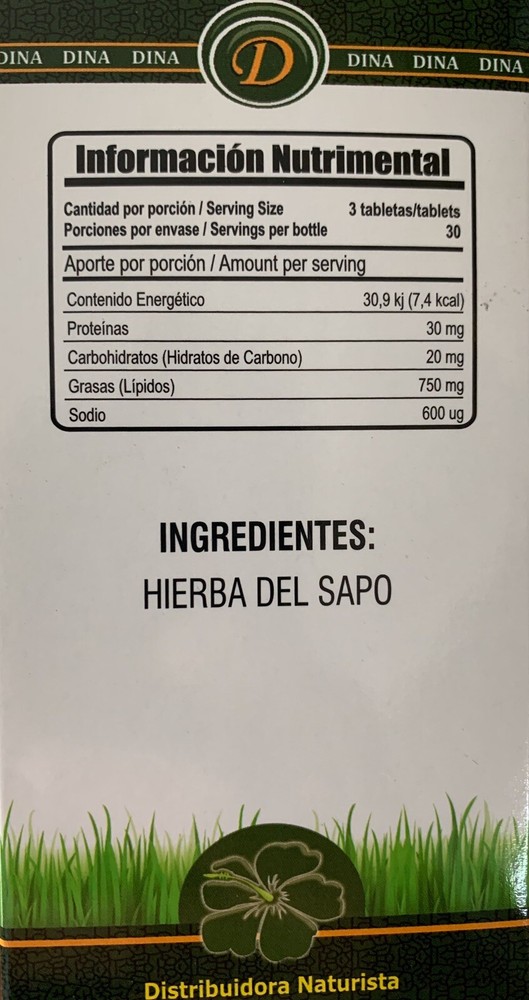 DINA DINA DINA D DINA DINA DINA
Información Nutrimental
Cantidad por porción / Serving Size 3 tabletas/tablets
Porciones por envase / Servings per bottle 30
Aporte por porción / Amount per serving
Contenido Energético 30,9 kj (7,4 kcal)
Proteínas 30 mg
Carbohidratos (Hidratos de Carbono) 20 mg
Grasas (Lípidos) 750 mg
Sodio 600 ug
INGREDIENTES:
HIERBA DEL SAPO
Distribuidora Naturista